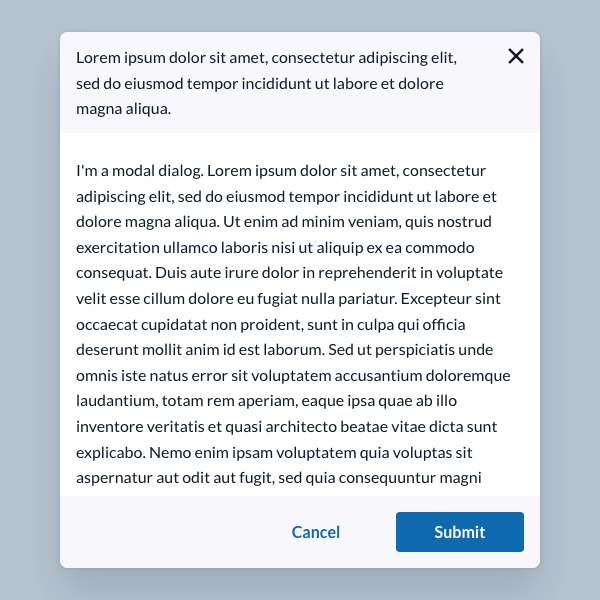 Lorem ipsum dolor sit amet, consectetur adipiscing elit,
sed do eiusmod tempor incididunt ut labore et dolore
magna aliqua.
I'm a modal dialog. Lorem ipsum dolor sit amet, consectetur
adipiscing elit, sed do eiusmod tempor incididunt ut labore et
dolore magna aliqua. Ut enim ad minim veniam, quis nostrud
exercitation ullamco laboris nisi ut aliquip ex ea commodo
consequat. Duis aute irure dolor in reprehenderit in voluptate
velit esse cillum dolore eu fugiat nulla pariatur. Excepteur sint
occaecat cupidatat non proident, sunt in culpa qui officia
deserunt mollit anim id est laborum. Sed ut perspiciatis unde
omnis iste natus error sit voluptatem accusantium doloremque
laudantium, totam rem aperiam, eaque ipsa quae ab illo
inventore veritatis et quasi architecto beatae vitae dicta sunt
explicabo. Nemo enim ipsam voluptatem quia voluptas sit
aspernatur aut odit aut fugit, sed quia consequuntur magni
Cancel
Submit